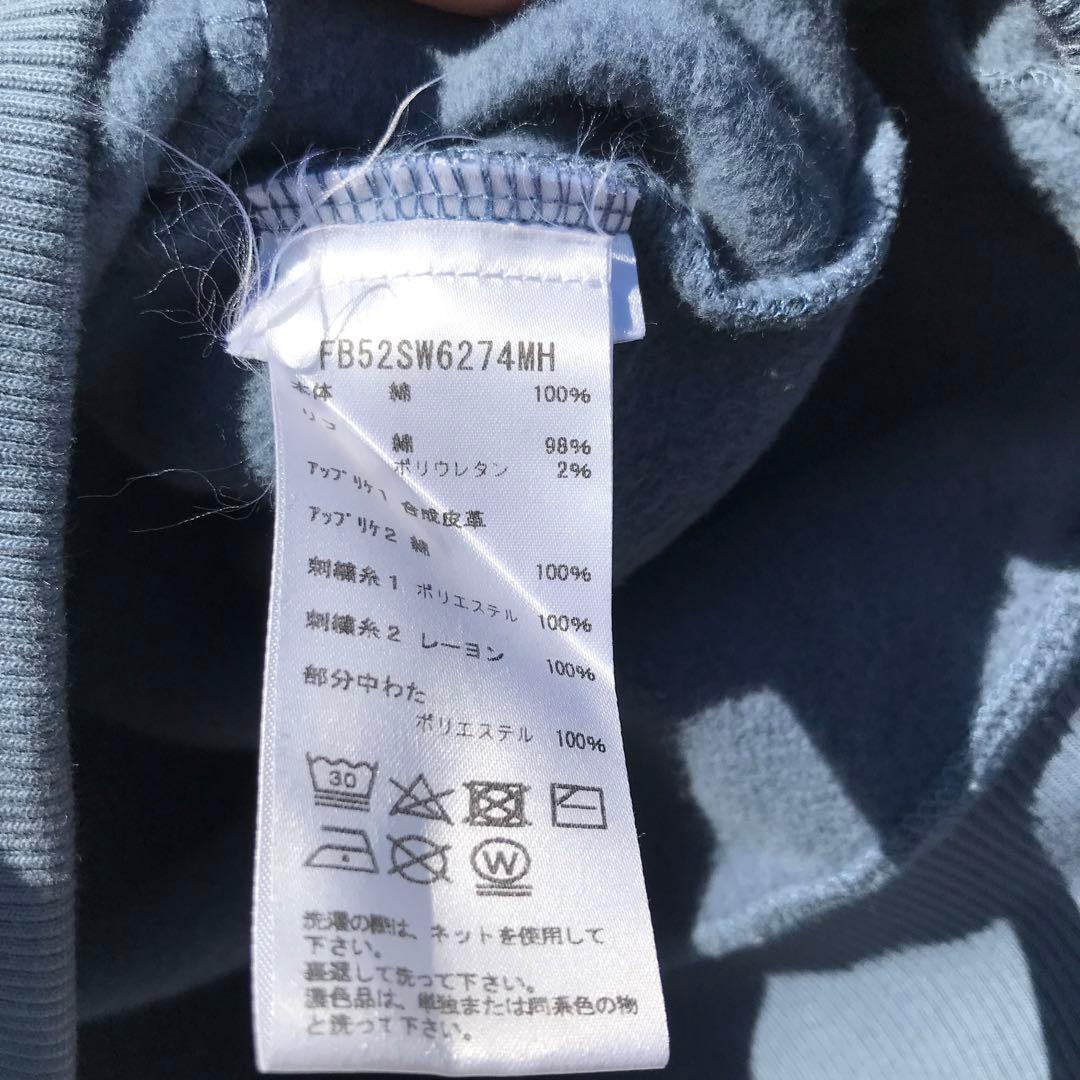 FB52SW6274MH
本体 綿 100%
リブ
綿 98%
ポリウレタン 2%
アップリケ1 合成皮革
アップリケ2 綿
100%
刺繍糸1 ポリエステル 100%
刺繍糸2 レーヨン 100%
部分中わた
ポリエステル 100%
30
W
洗濯の際は、ネットを使用して
下さい。
裏返して洗って下さい。
濃色品は、単独または同系色の物
と洗って下さい。